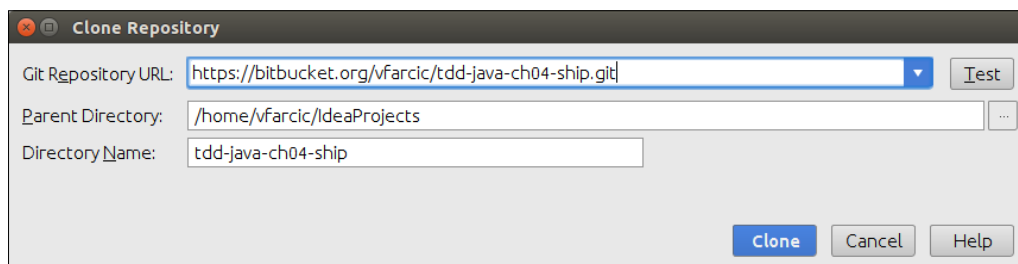 Clone Repository
Git Repository URL: https://bitbucket.org/vfarcic/tdd-java-ch04-ship.git Test
Parent Directory: /home/vfarcic/IdeaProjects ...
Directory Name: tdd-java-ch04-ship
Clone Cancel Help